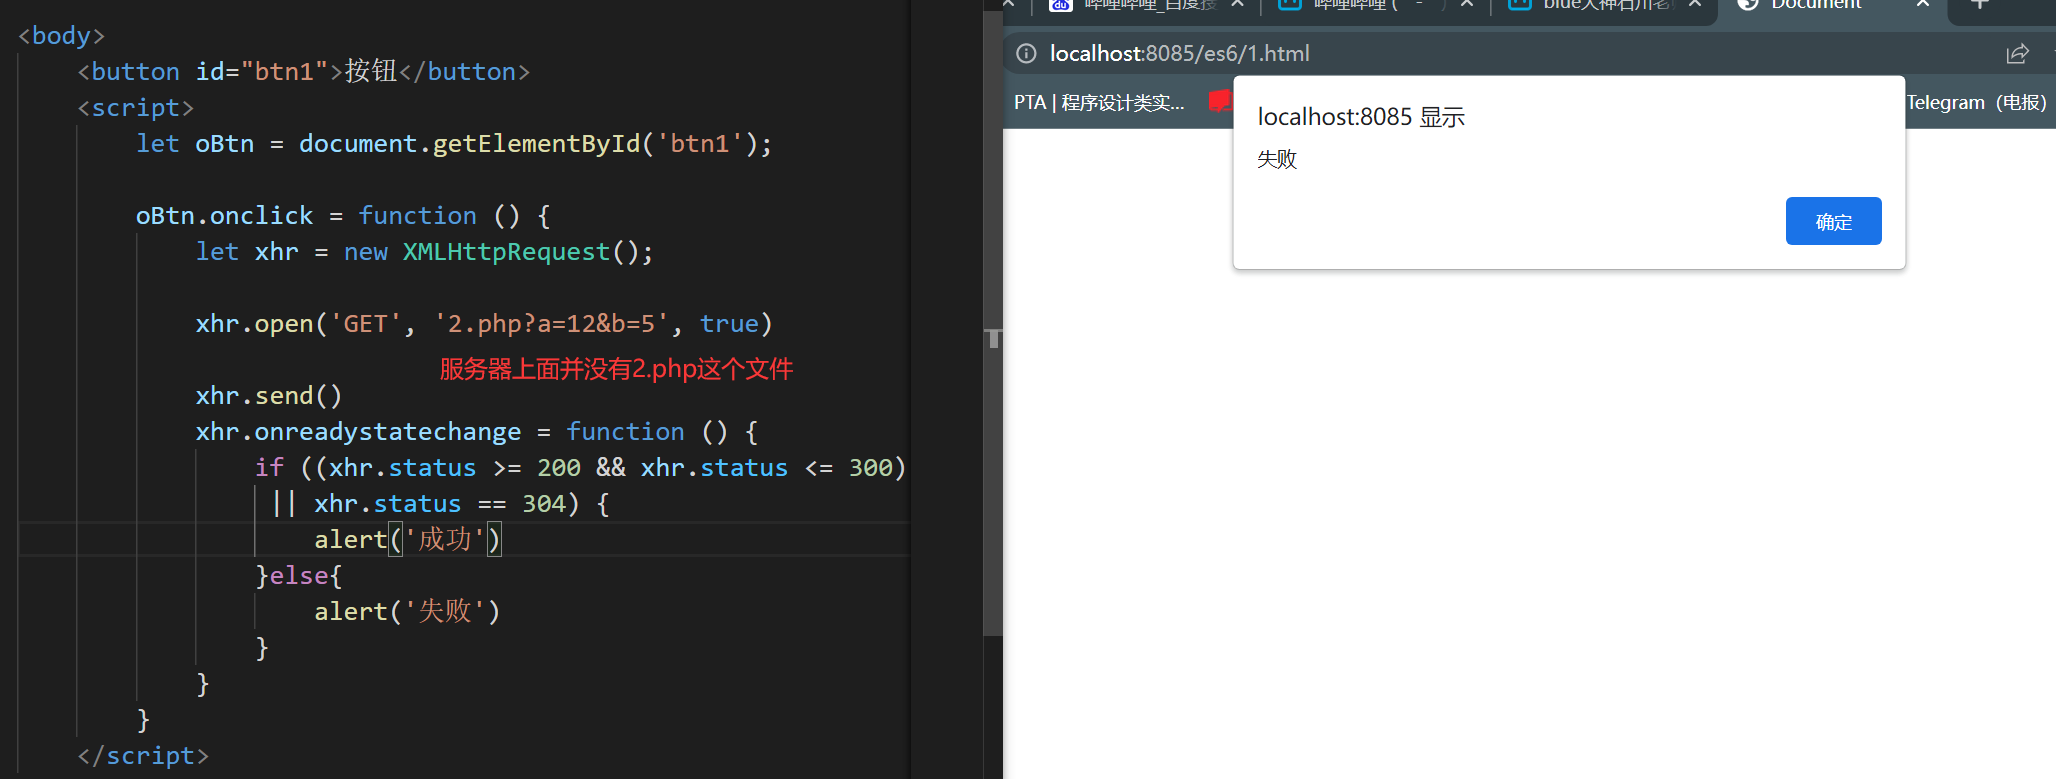 <body>
<button id="btn1">按钮</button>
<script>
let oBtn = document.getElementById('btn1');
oBtn.onclick = function () {
let xhr = new XMLHttpRequest();
xhr.open('GET', '2.php?a=12&b=5', true)
服务器上面并没有2.php这个文件
xhr.send()
xhr.onreadystatechange = function () {
if ((xhr.status >= 200 && xhr.status <= 300)
|| xhr.status == 304) {
alert('成功')
}else{
alert('失败')
}
}
}
</script>
哔哩哔哩_百度搜
哔哩哔哩 (
blue大神石川老
Document
localhost:8085/es6/1.html
PTA | 程序设计类实...
Telegram（电报）
localhost:8085 显示
失败
确定